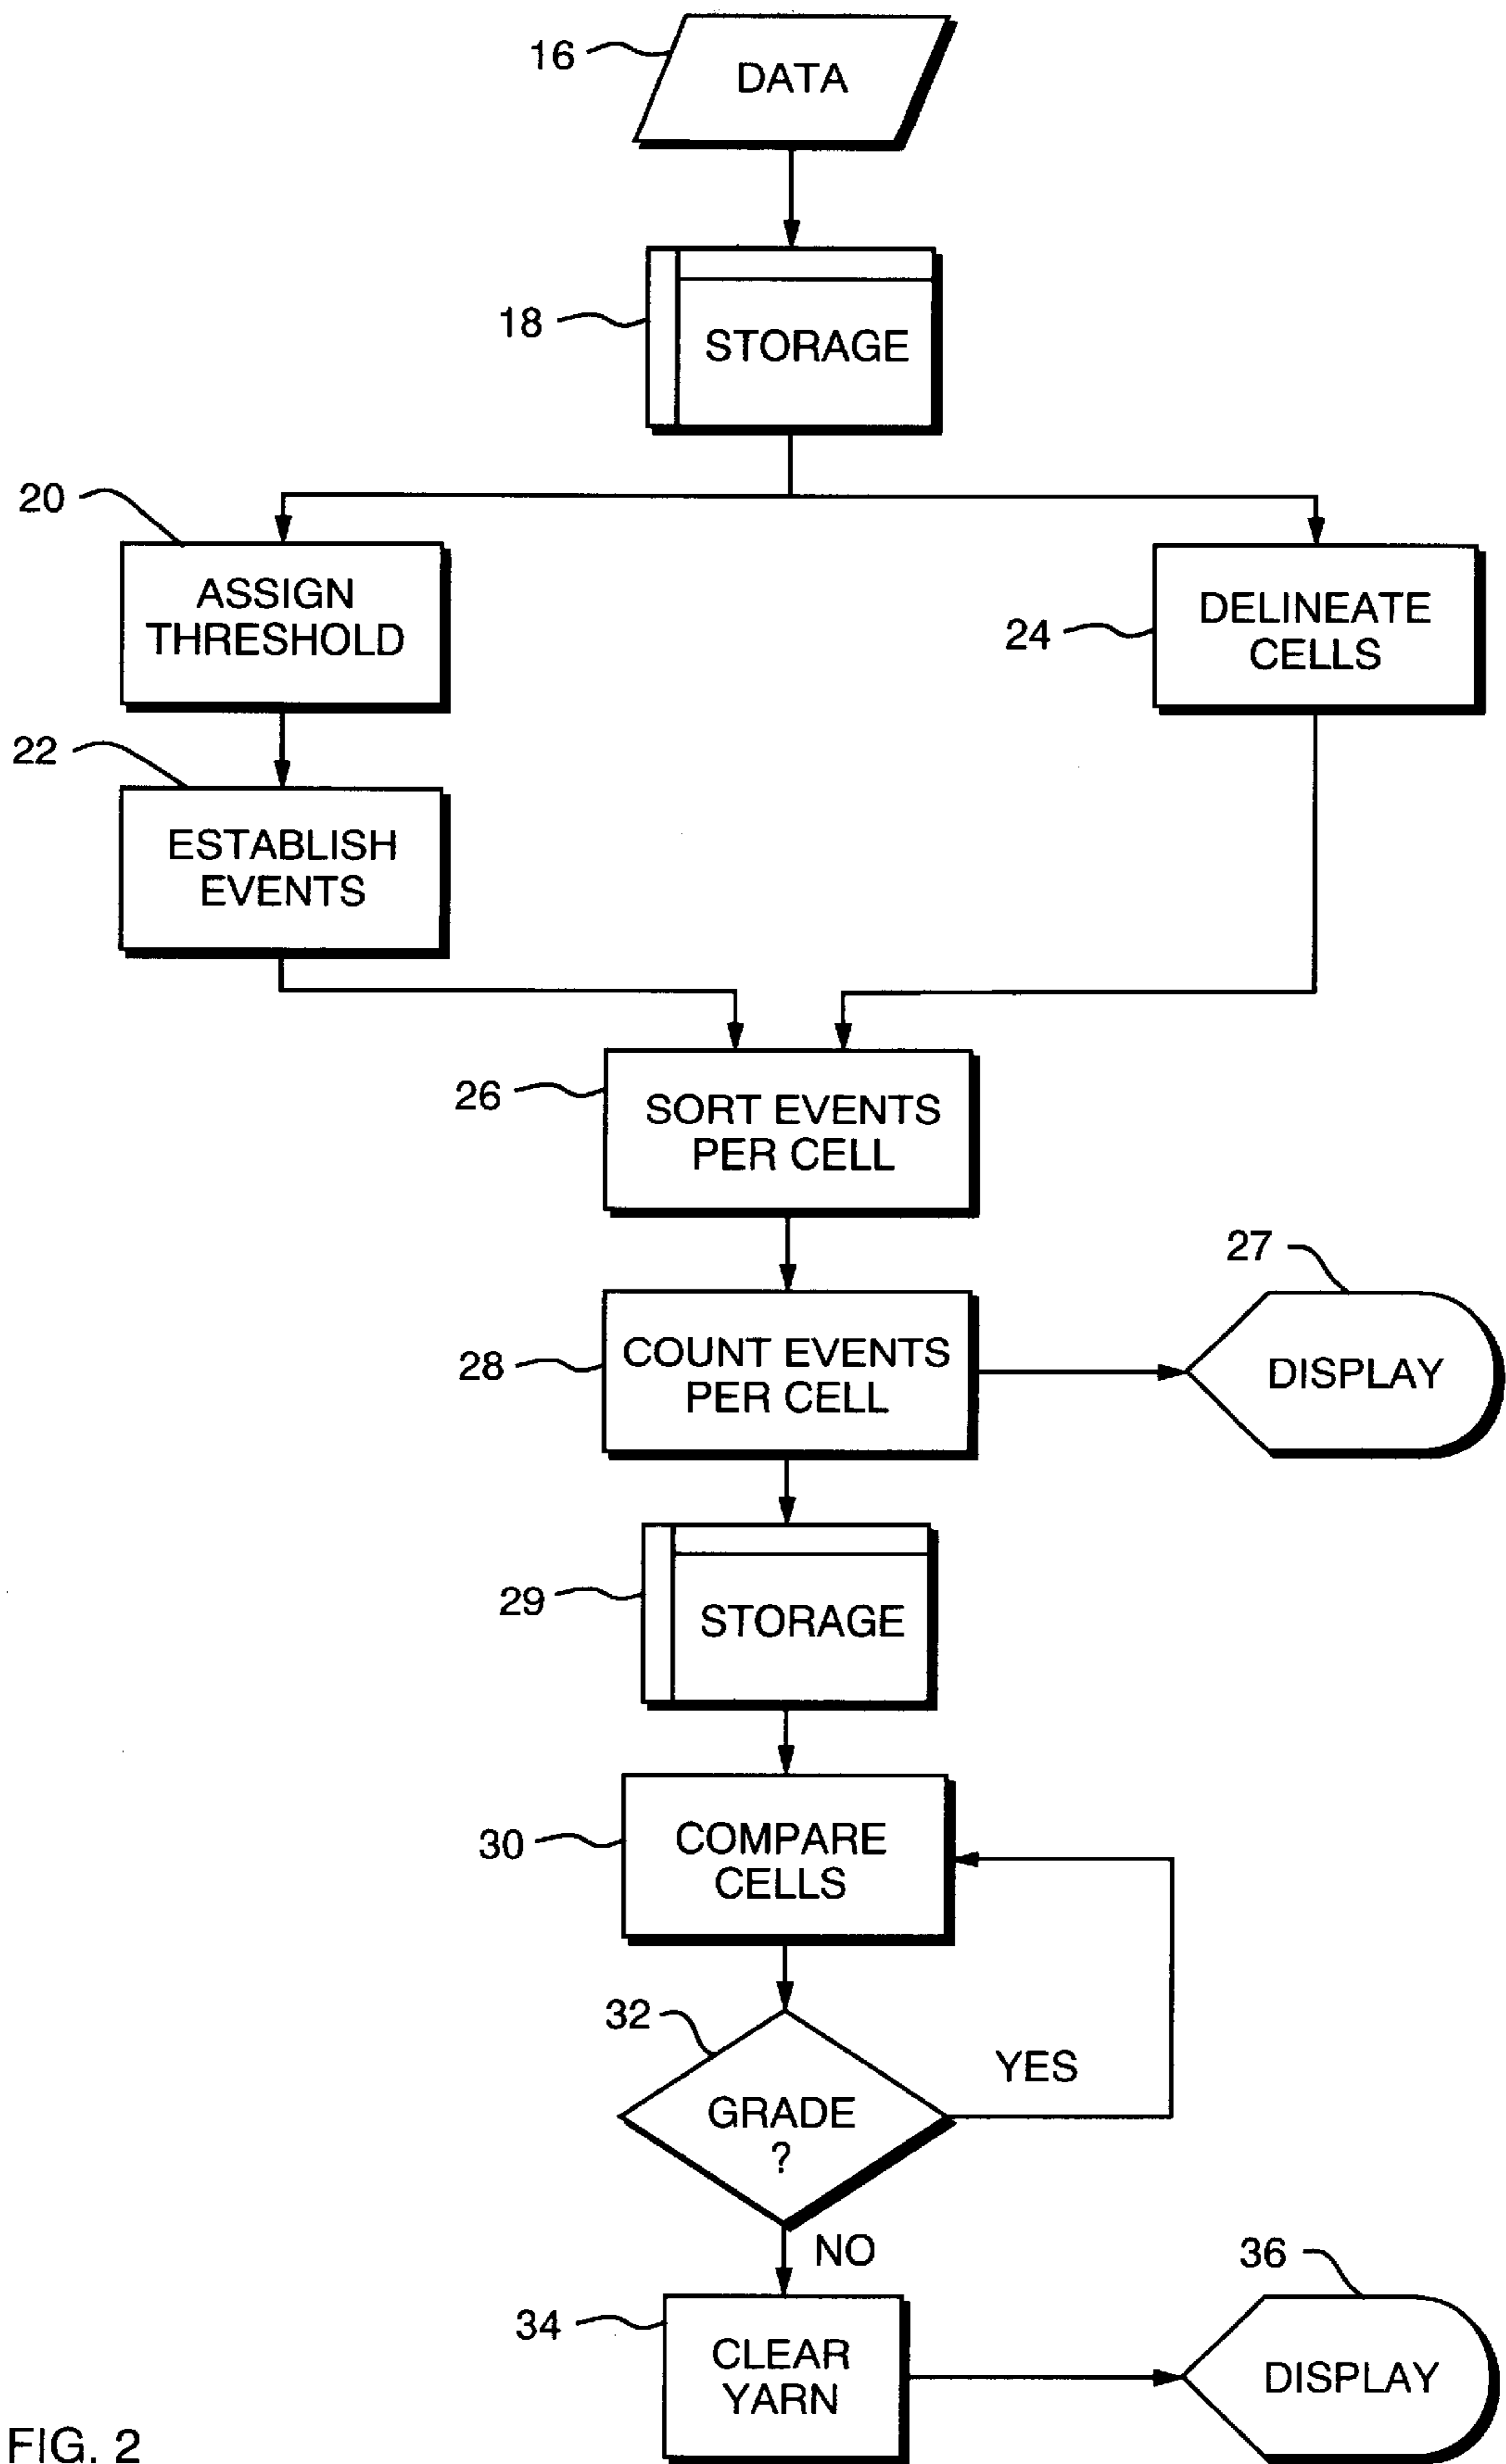 16
DATA
18
STORAGE
20
ASSIGN
THRESHOLD
24
DELINEATE
CELLS
22
ESTABLISH
EVENTS
26
SORT EVENTS
PER CELL
27
28
COUNT EVENTS
PER CELL
DISPLAY
29
STORAGE
30
COMPARE
CELLS
32
YES
GRADE
?
NO
36
34
CLEAR
YARN
DISPLAY
FIG. 2